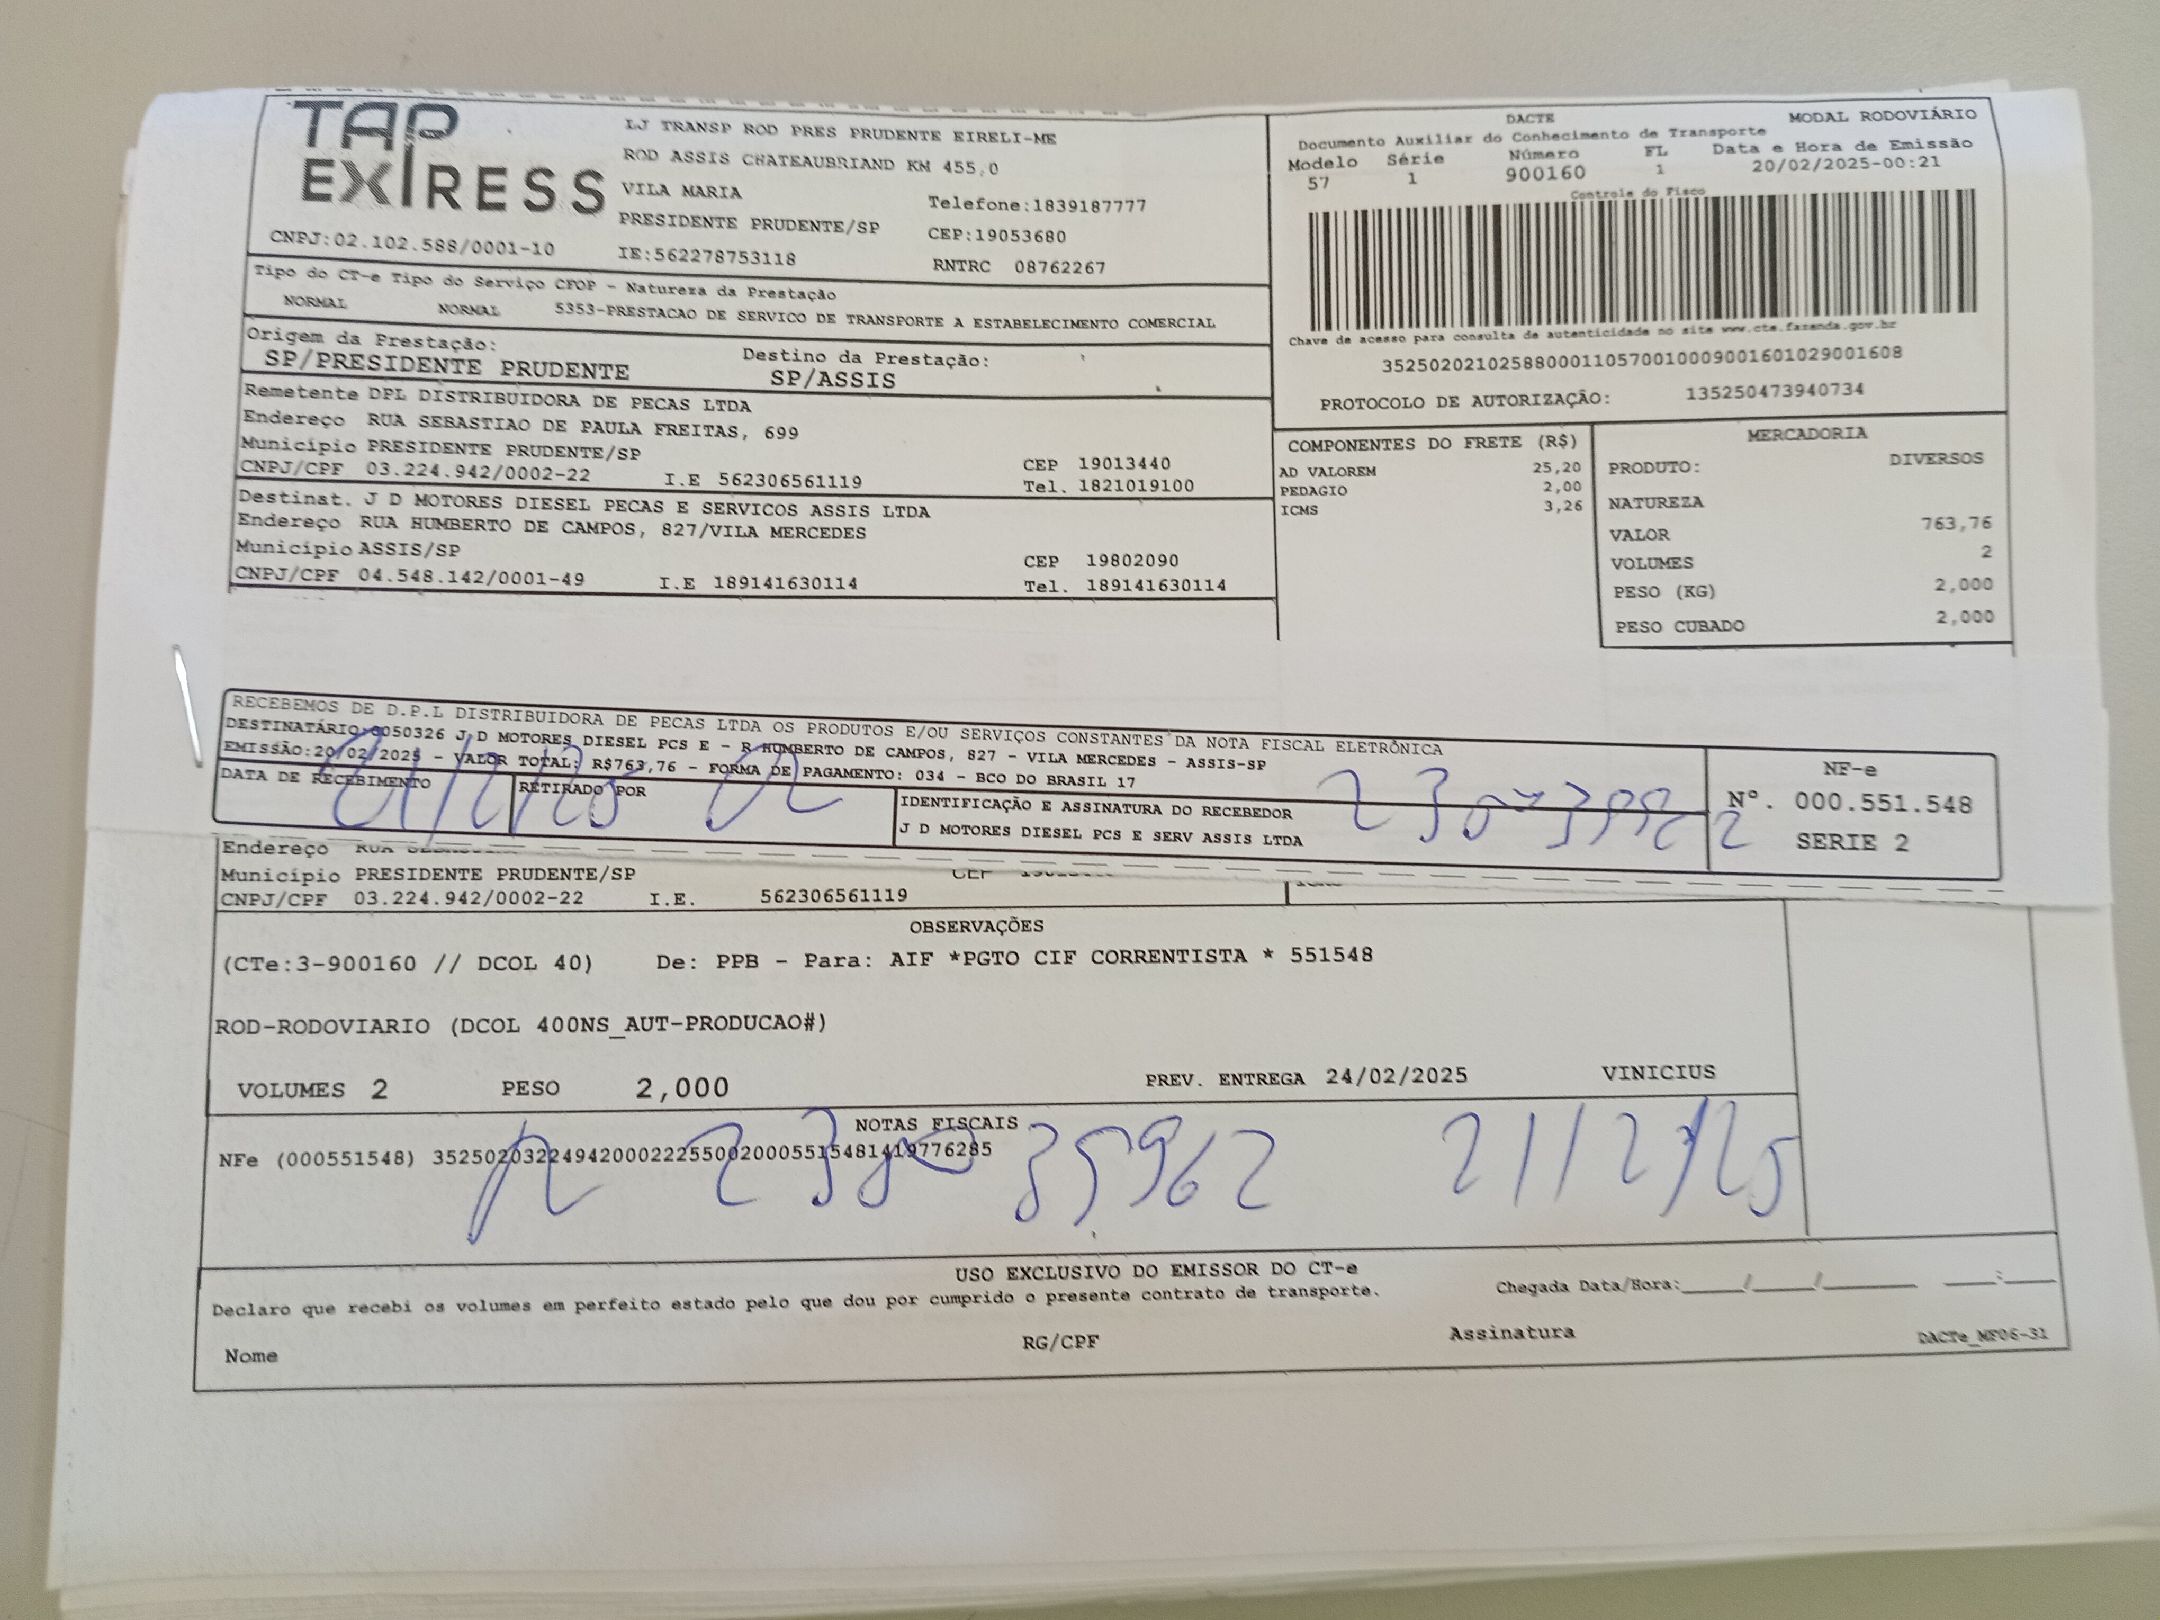 TAP
EXPRESS
LJ TRANSP ROD PRES PRUDENTE EIRELI-ME
ROD ASSIS CHATEAUBRIAND KM 455,0
VILA MARIA
Telefone:1839187777
PRESIDENTE PRUDENTE/SP
CEP:19053680
CNPJ:02.102.588/0001-10
IE:562278753118
RNTRC 08762267
DACTE
MODAL RODOVIÁRIO
Documento Auxiliar do Conhecimento de Transporte
Modelo Série Número FL Data e Hora de Emissão
57 1 900160 1 20/02/2025-00:21
Controle do Fisco
Chave de acesso para consulta de autenticidade no site www.cte.fazenda.gov.br
35250202102588000110570010009001601029001608
PROTOCOLO DE AUTORIZAÇÃO: 135250473940734
Tipo do CT-e Tipo do Serviço CFOP - Natureza da Prestação
NORMAL NORMAL 5353-PRESTACAO DE SERVICO DE TRANSPORTE A ESTABELECIMENTO COMERCIAL
Origem da Prestação: Destino da Prestação:
SP/PRESIDENTE PRUDENTE SP/ASSIS
Remetente DPL DISTRIBUIDORA DE PECAS LTDA
Endereço RUA SEBASTIAO DE PAULA FREITAS, 699
Município PRESIDENTE PRUDENTE/SP CEP 19013440
CNPJ/CPF 03.224.942/0002-22 I.E 562306561119 Tel. 1821019100
Destinat. J D MOTORES DIESEL PECAS E SERVICOS ASSIS LTDA
Endereço RUA HUMBERTO DE CAMPOS, 827/VILA MERCEDES
Município ASSIS/SP CEP 19802090
CNPJ/CPF 04.548.142/0001-49 I.E 189141630114 Tel. 189141630114
COMPONENTES DO FRETE (R$)
AD VALOREM 25,20
PEDAGIO 2,00
ICMS 3,26
MERCADORIA
PRODUTO: DIVERSOS
NATUREZA
VALOR 763,76
VOLUMES 2
PESO (KG) 2,000
PESO CUBADO 2,000
RECEBEMOS DE D.P.L DISTRIBUIDORA DE PECAS LTDA OS PRODUTOS E/OU SERVIÇOS CONSTANTES DA NOTA FISCAL ELETRÔNICA
DESTINATÁRIO:0050326 J D MOTORES DIESEL PCS E - R HUMBERTO DE CAMPOS, 827 - VILA MERCEDES - ASSIS-SP
EMISSÃO:20/02/2025 - VALOR TOTAL: R$763,76 - FORMA DE PAGAMENTO: 034 - BCO DO BRASIL 17
DATA DE RECEBIMENTO
21/2/25
RETIRADO POR
IDENTIFICAÇÃO E ASSINATURA DO RECEBEDOR
J D MOTORES DIESEL PCS E SERV ASSIS LTDA
NF-e
Nº. 000.551.548
SERIE 2
Endereço RUA
Município PRESIDENTE PRUDENTE/SP CEP
CNPJ/CPF 03.224.942/0002-22 I.E. 562306561119
OBSERVAÇÕES
(CTe:3-900160 // DCOL 40) De: PPB - Para: AIF *PGTO CIF CORRENTISTA * 551548
ROD-RODOVIARIO (DCOL 400NS_AUT-PRODUCAO#)
VOLUMES 2 PESO 2,000 PREV. ENTREGA 24/02/2025 VINICIUS
NOTAS FISCAIS
NFe (000551548) 35250203224942000222550020005515481419776285
21/2/25
USO EXCLUSIVO DO EMISSOR DO CT-e
Declaro que recebi os volumes em perfeito estado pelo que dou por cumprido o presente contrato de transporte.
Chegada Data/Hora:____/____/______ ___:___
Nome RG/CPF Assinatura
DACTe_MF06-31